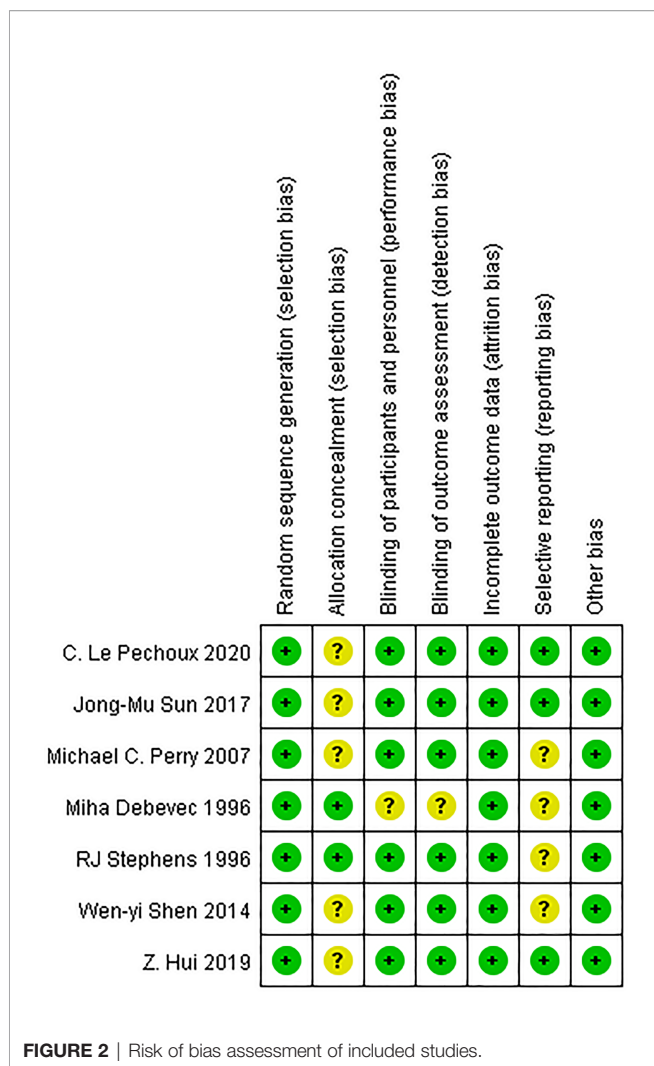 Random sequence generation (selection bias)
Allocation concealment (selection bias)
Blinding of participants and personnel (performance bias)
Blinding of outcome assessment (detection bias)
Incomplete outcome data (attrition bias)
Selective reporting (reporting bias)
Other bias
C. Le Pechoux 2020 + ? + + + + +
Jong-Mu Sun 2017 + ? + + + + +
Michael C. Perry 2007 + ? + + + ? +
Miha Debevec 1996 + + ? ? + ? +
RJ Stephens 1996 + + + + + ? +
Wen-yi Shen 2014 + ? + + + ? +
Z. Hui 2019 + ? + + + + +
FIGURE 2 | Risk of bias assessment of included studies.